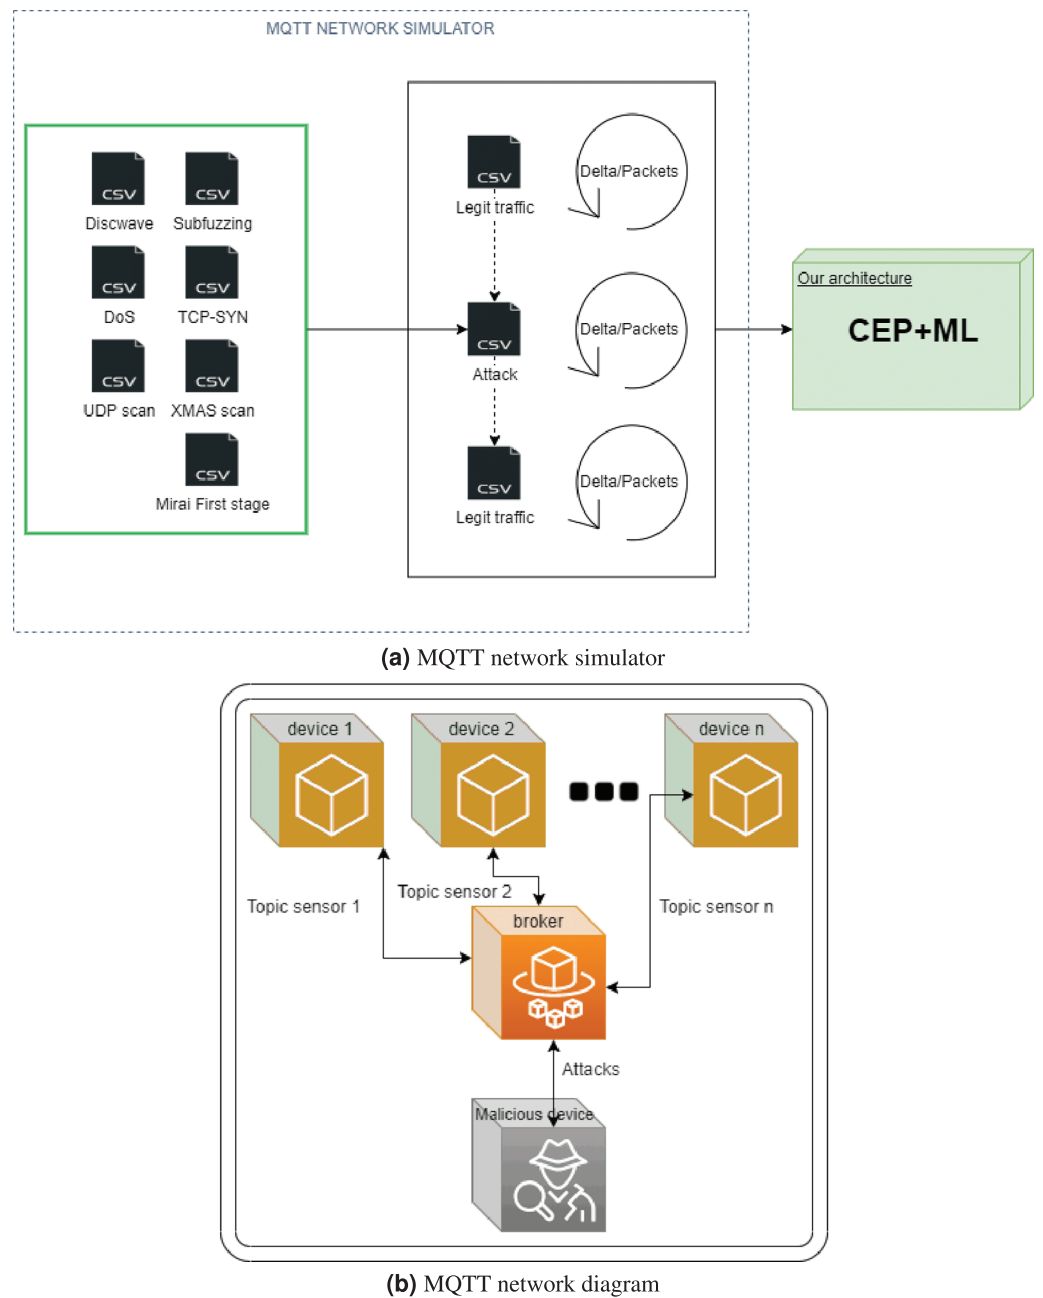 MQTT NETWORK SIMULATOR
CSV
CSV
Discwave
Subfuzzing
CSV
CSV
DoS
TCP-SYN
CSV
CSV
UDP scan
XMAS scan
CSV
Mirai First stage
CSV
Legit traffic
Delta/Packets
CSV
Attack
Delta/Packets
CSV
Legit traffic
Delta/Packets
Our architecture
CEP+ML
(a) MQTT network simulator
device 1
device 2
device n
Topic sensor 1
Topic sensor 2
Topic sensor n
broker
Attacks
Malicious device
(b) MQTT network diagram